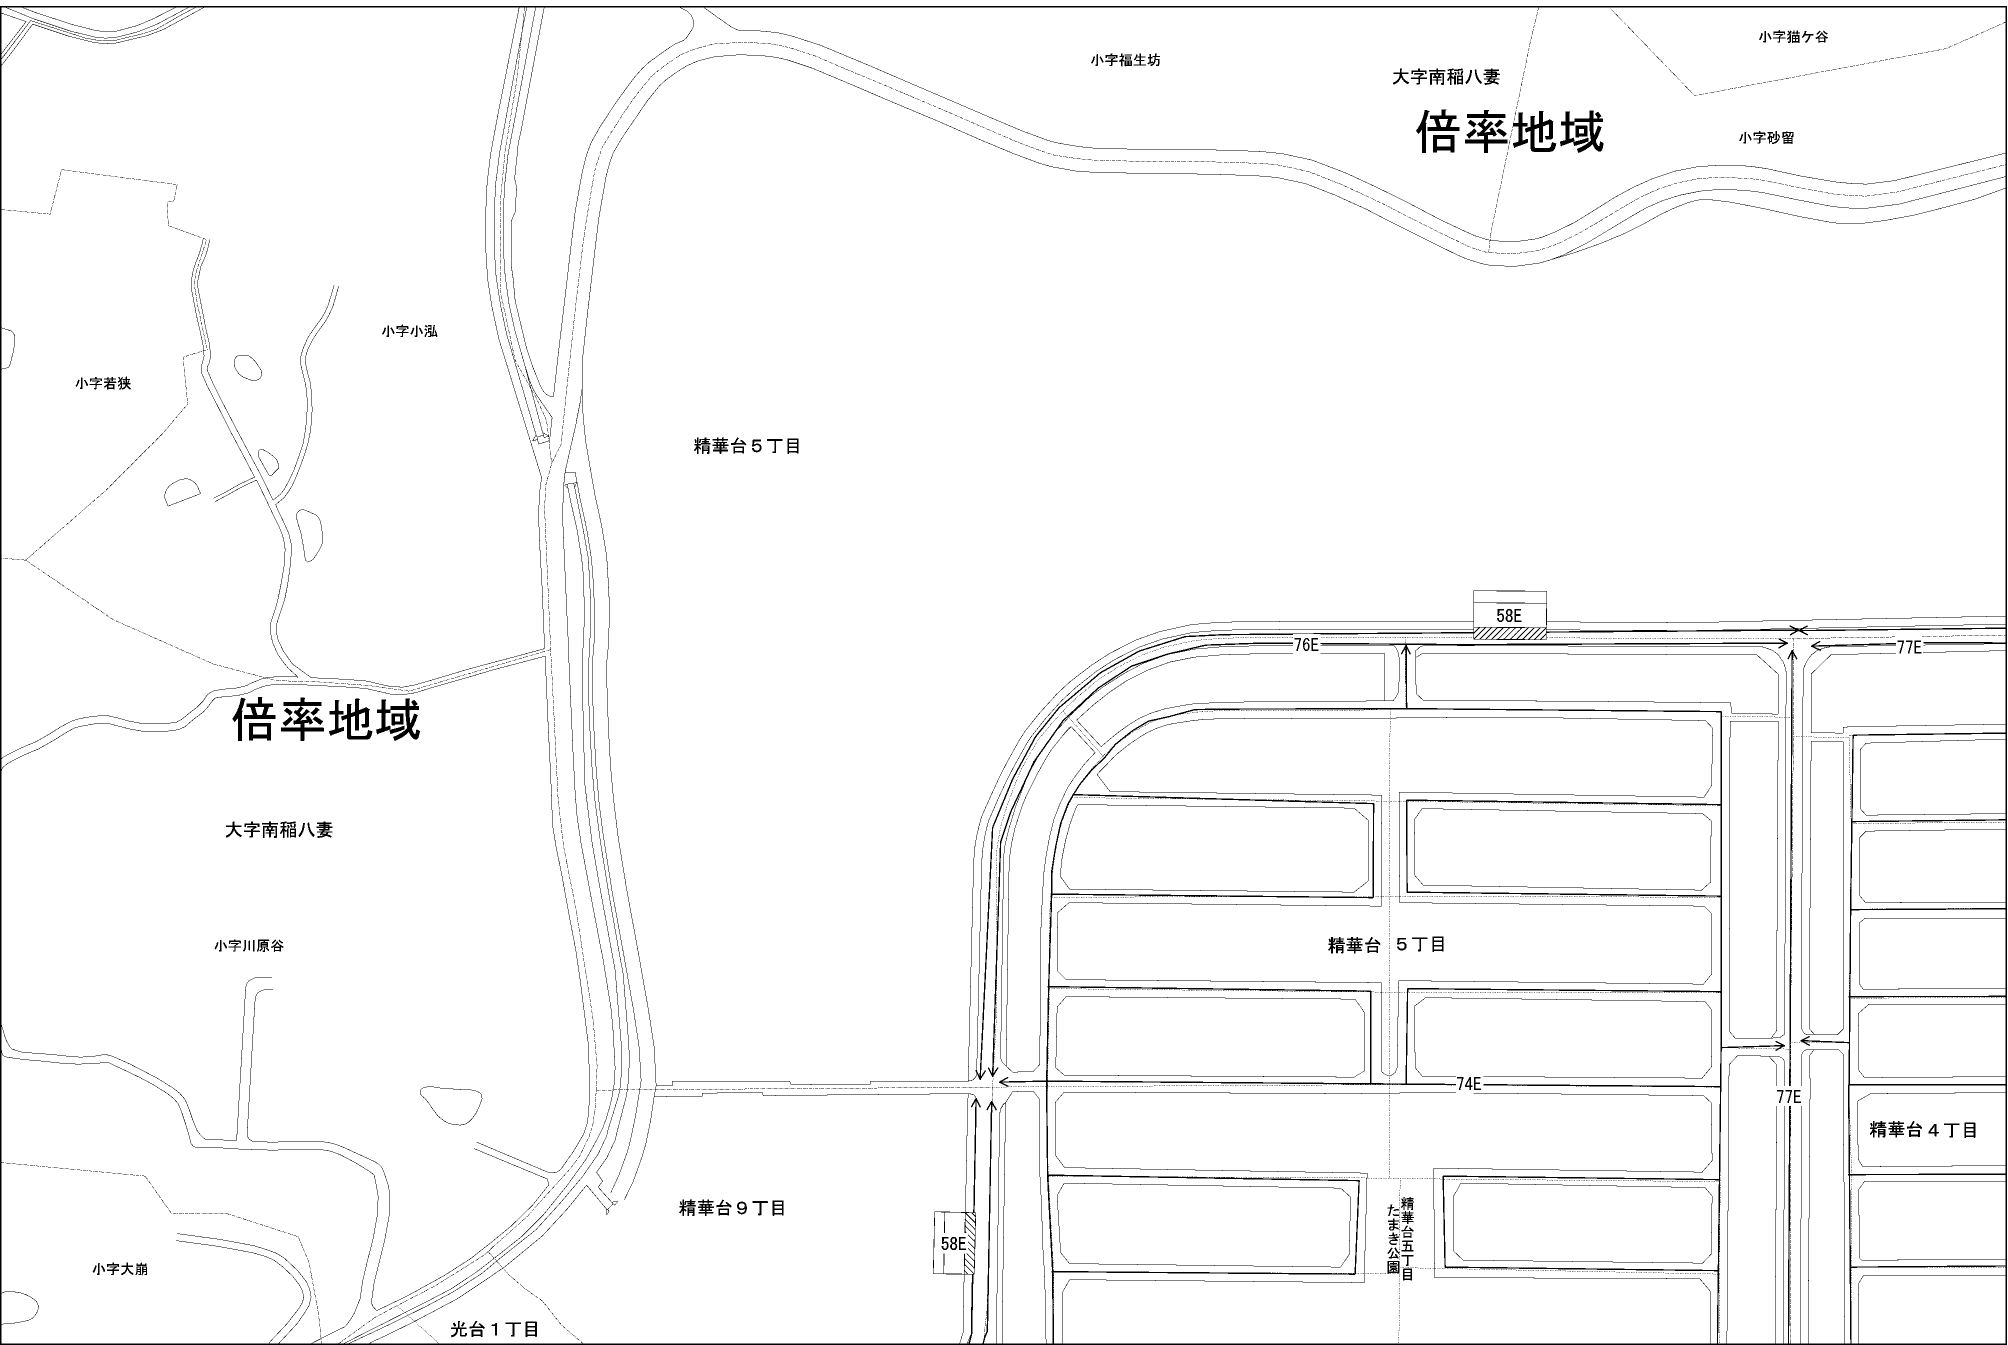 小字猫ケ谷
小字福生坊
大字南稲八妻
倍率地域
小字砂留
小字小泓
小字若狭
精華台５丁目
58E
76E
77E
倍率地域
大字南稲八妻
小字川原谷
精華台 ５丁目
74E
77E
精華台４丁目
精華台９丁目
精華台五丁目
たまき公園
58E
小字大崩
光台１丁目